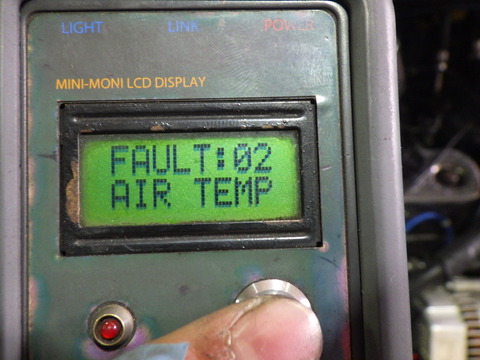 LIGHT LINK POWER
MINI-MONI LCD DISPLAY
FAULT:02
AIR TEMP